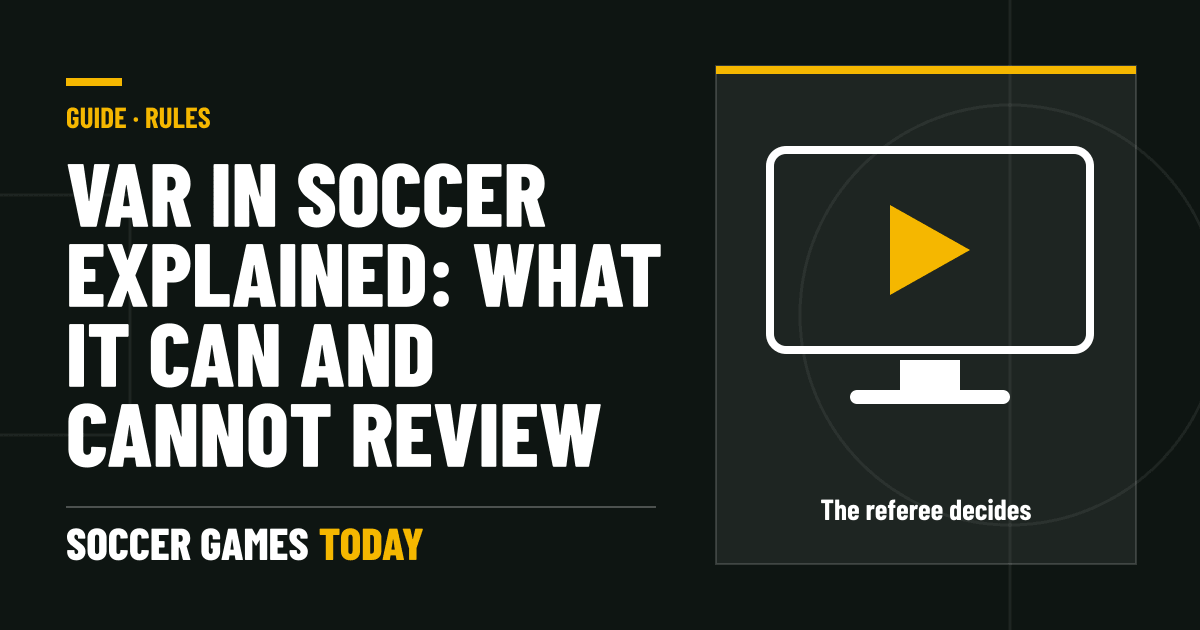 GUIDE · RULES
VAR IN SOCCER
EXPLAINED: WHAT
IT CAN AND
CANNOT REVIEW
SOCCER GAMES TODAY
The referee decides